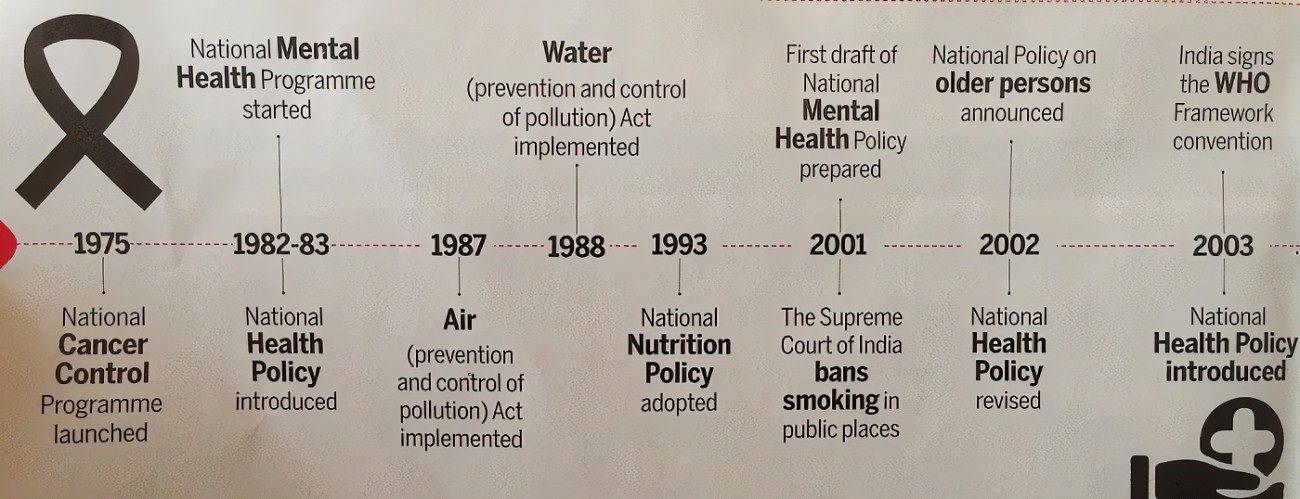 National Mental
Health Programme
started
Water
(prevention and control
of pollution) Act
implemented
First draft of
National
Mental
Health Policy
prepared
National Policy on
older persons
announced
India signs
the WHO
Framework
convention
1975
1982-83
1987
1988
1993
2001
2002
2003
National
Cancer
Control
Programme
launched
National
Health
Policy
introduced
Air
(prevention
and control of
pollution) Act
implemented
National
Nutrition
Policy
adopted
The Supreme
Court of India
bans
smoking in
public places
National
Health
Policy
revised
National
Health Policy
introduced